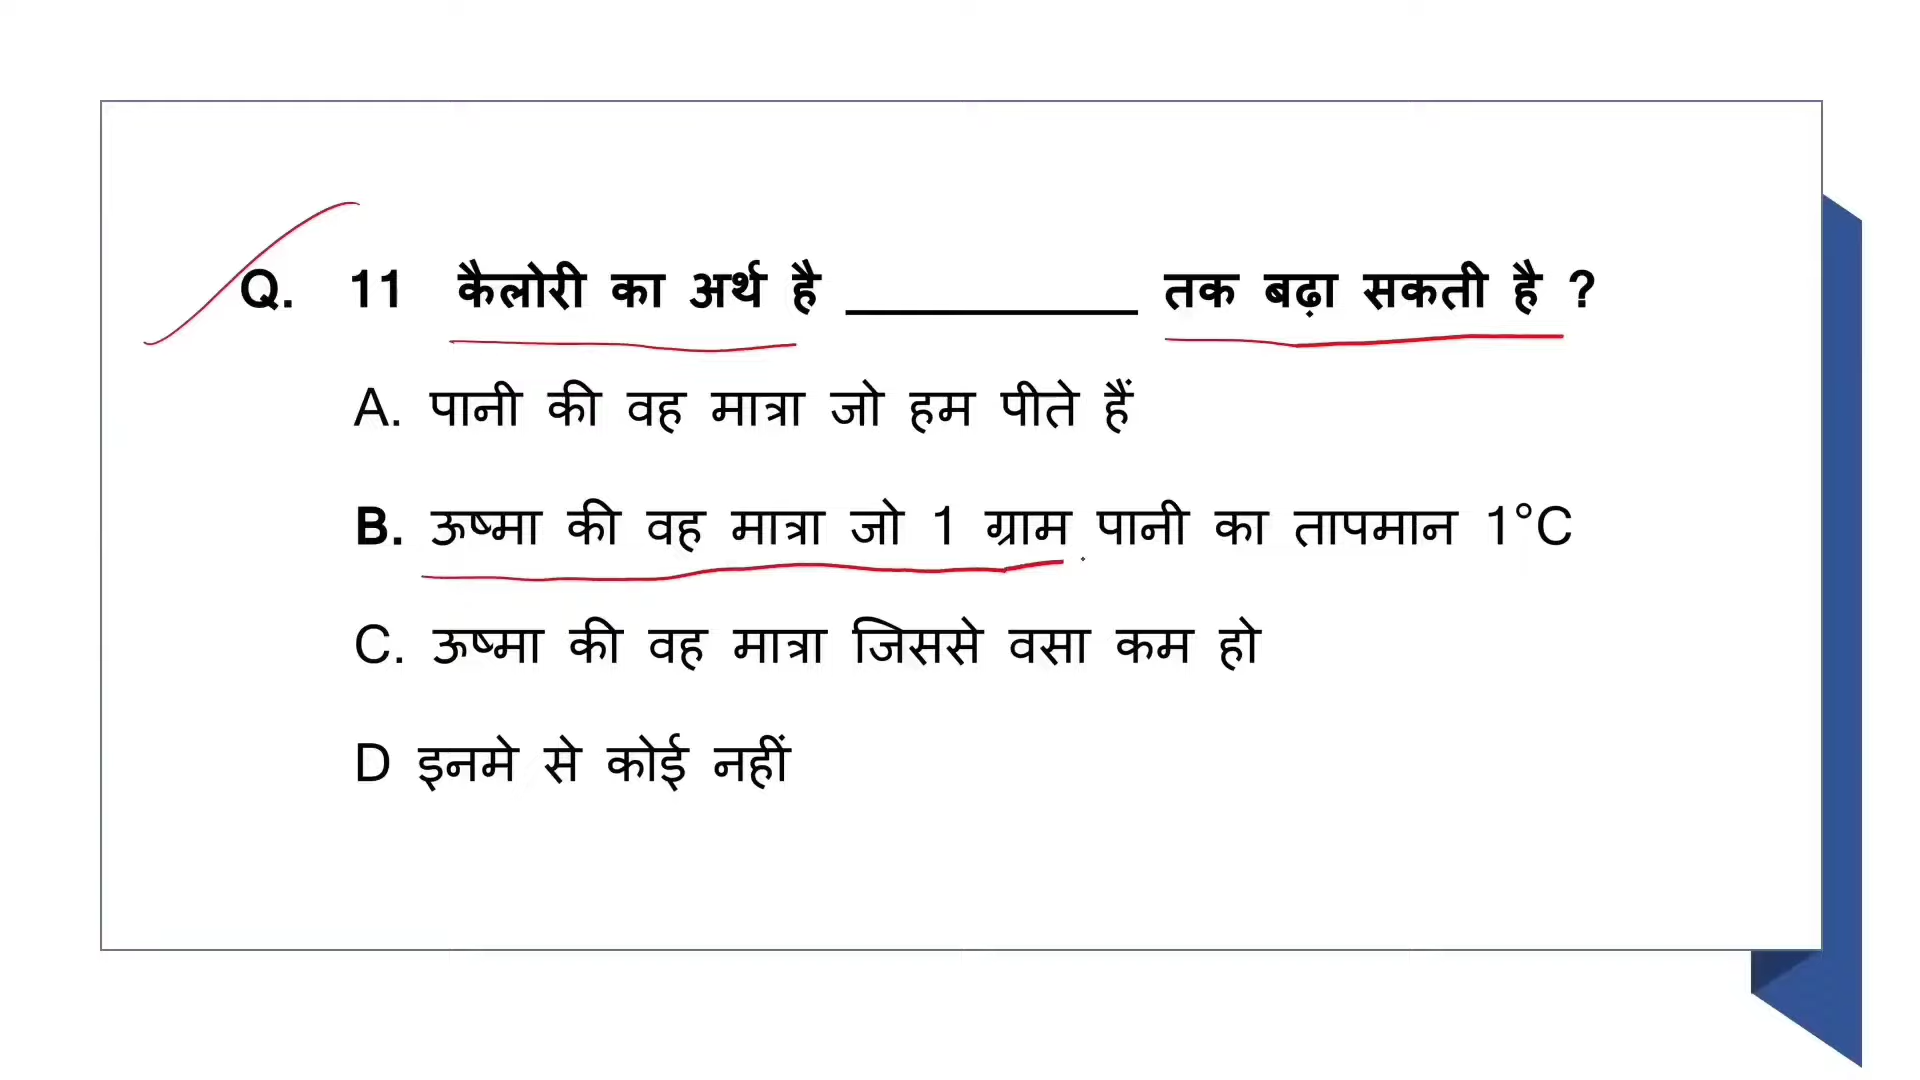 Q. 11 कैलोरी का अर्थ है ___________ तक बढ़ा सकती है ?
A. पानी की वह मात्रा जो हम पीते हैं
B. ऊष्मा की वह मात्रा जो 1 ग्राम पानी का तापमान 1°C
C. ऊष्मा की वह मात्रा जिससे वसा कम हो
D इनमे से कोई नहीं